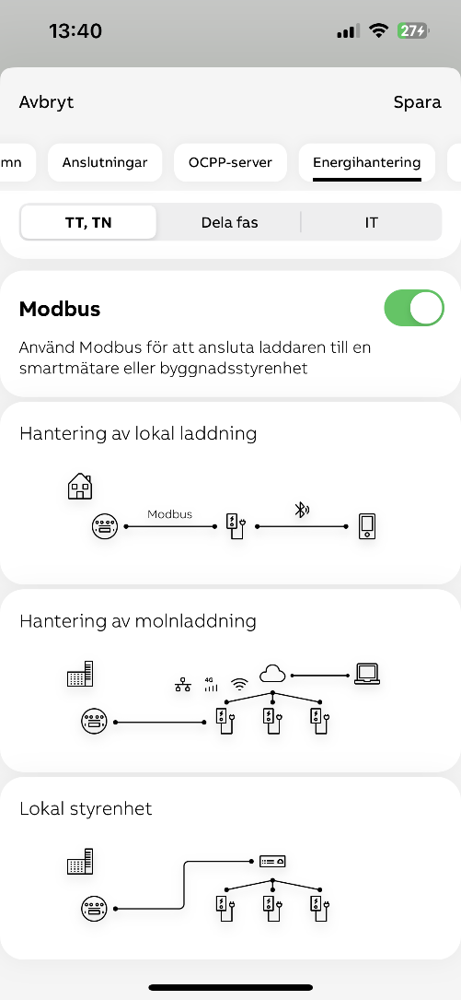 13:40
27
Avbryt
Spara
mn
Anslutningar
OCPP-server
Energihantering
TT, TN
Dela fas
IT
Modbus
Använd Modbus för att ansluta laddaren till en
smartmätare eller byggnadsstyrenhet
Hantering av lokal laddning
Modbus
Hantering av molnladdning
4G
Lokal styrenhet